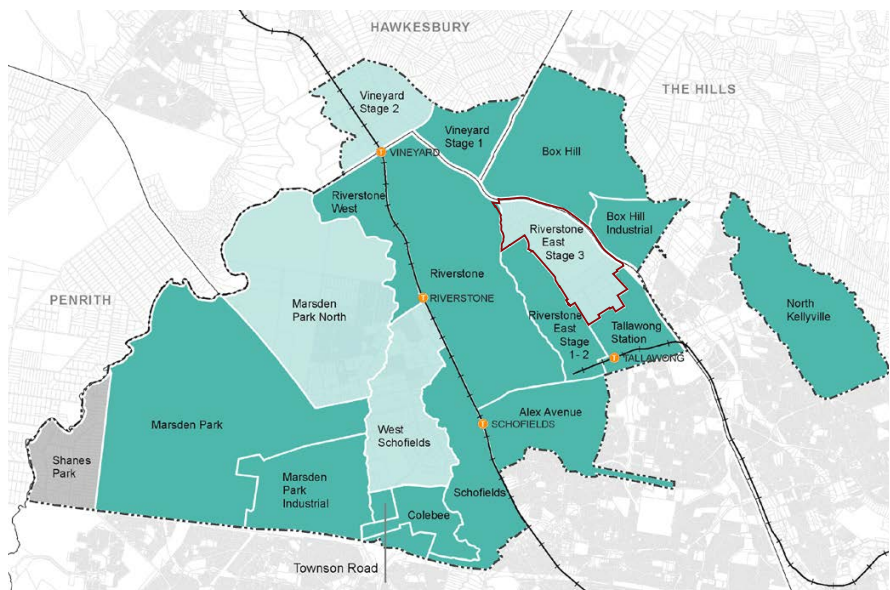 HAWKESBURY
THE HILLS
Vineyard
Stage 2
Vineyard
Stage 1
T VINEYARD
Box Hill
Riverstone
West
Box Hill
Industrial
Riverstone
East
Stage 3
Riverstone
T RIVERSTONE
PENRITH
Marsden
Park North
North
Kellyville
Riverstone
East
Stage
1- 2
Tallawong
Station
T TALLAWONG
Alex Avenue
T SCHOFIELDS
Marsden Park
West
Schofields
Shanes
Park
Marsden
Park
Industrial
Schofields
Colebee
Townson Road